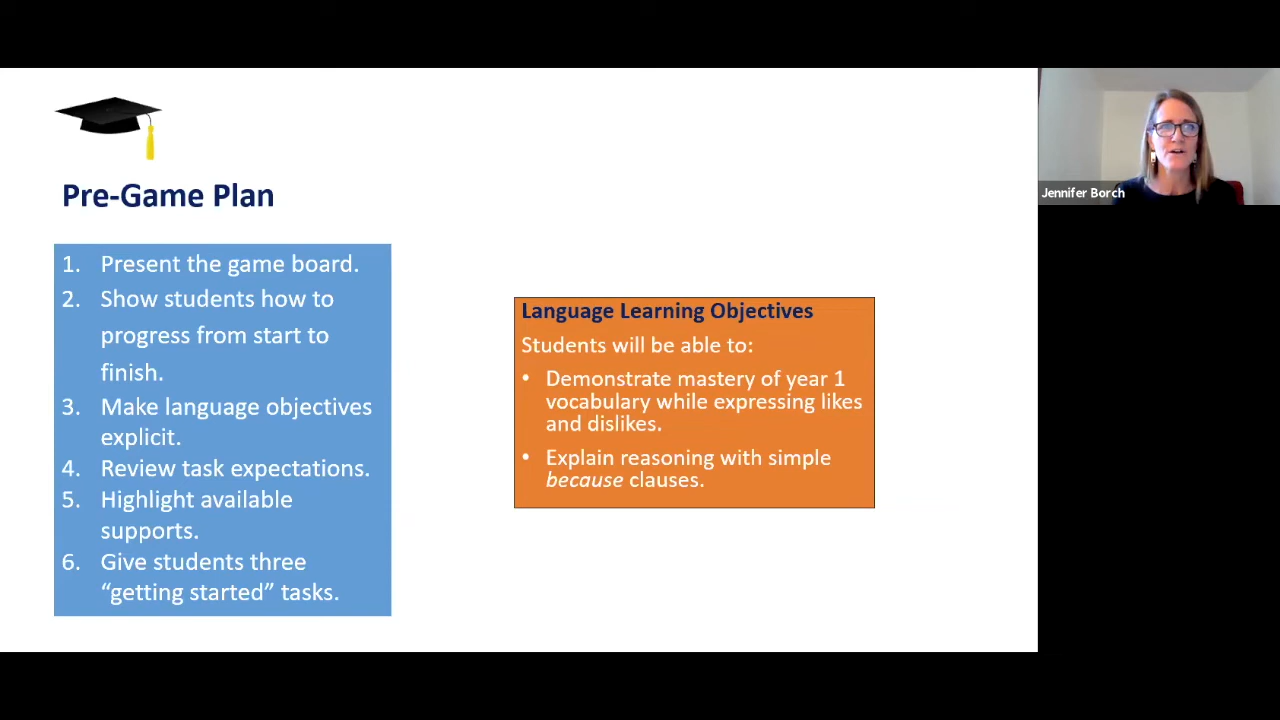 Pre-Game Plan
1. Present the game board.
2. Show students how to
progress from start to
finish.
3. Make language objectives
explicit.
4. Review task expectations.
5. Highlight available
supports.
6. Give students three
“getting started” tasks.
Language Learning Objectives
Students will be able to:
• Demonstrate mastery of year 1
vocabulary while expressing likes
and dislikes.
• Explain reasoning with simple
because clauses.
Jennifer Borch